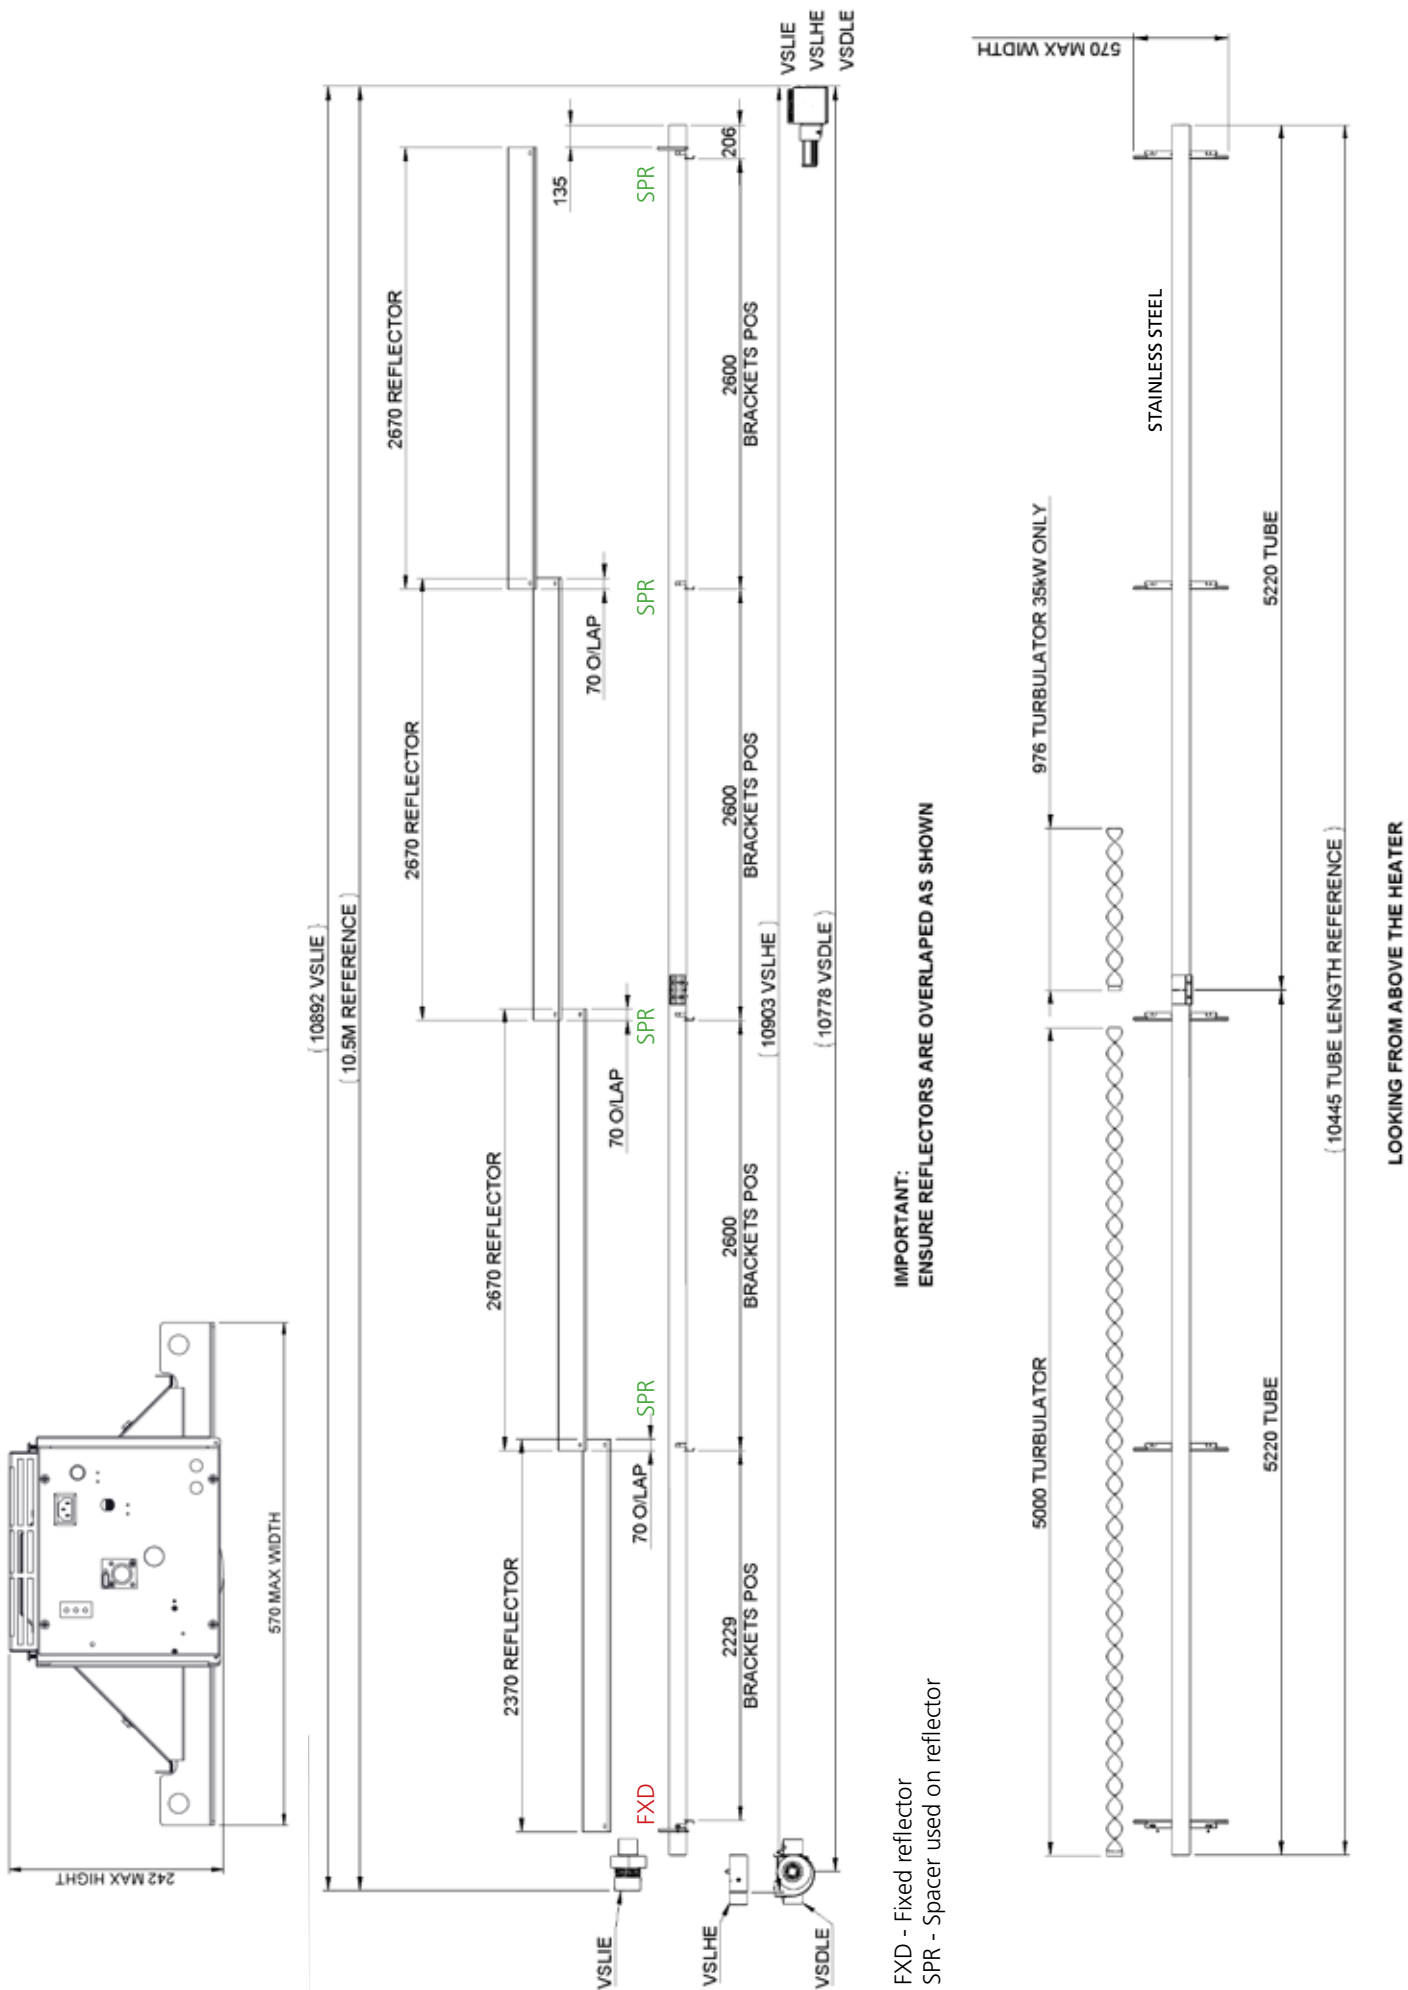 242 MAX HIGHT
570 MAX WIDTH
( 10892 VSLIE )
( 10.5M REFERENCE )
2670 REFLECTOR
2670 REFLECTOR
2670 REFLECTOR
2370 REFLECTOR
135
70 O/LAP
70 O/LAP
70 O/LAP
FXD
SPR
SPR
SPR
SPR
VSLIE
VSLHE
VSDLE
2229
BRACKETS POS
2600
BRACKETS POS
2600
BRACKETS POS
2600
BRACKETS POS
206
( 10903 VSLHE )
( 10778 VSDLE )
VSLIE
VSLHE
VSDLE
FXD - Fixed reflector
SPR - Spacer used on reflector
IMPORTANT:
ENSURE REFLECTORS ARE OVERLAPED AS SHOWN
570 MAX WIDTH
5000 TURBULATOR
976 TURBULATOR 35kW ONLY
STAINLESS STEEL
5220 TUBE
5220 TUBE
( 10445 TUBE LENGTH REFERENCE )
LOOKING FROM ABOVE THE HEATER